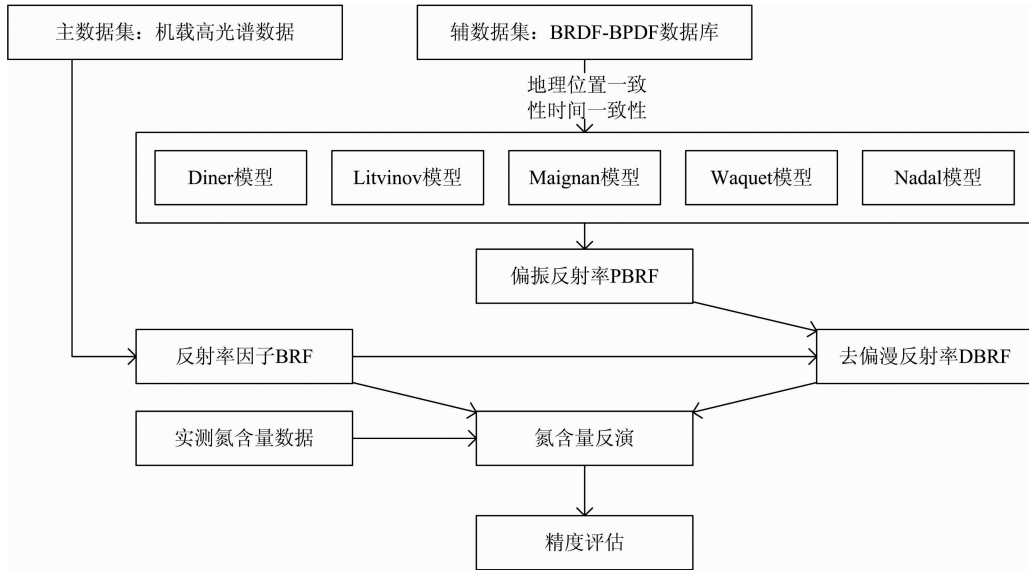 主数据集：机载高光谱数据
辅数据集：BRDF-BPDF数据库
地理位置一致
性时间一致性
Diner模型
Litvinov模型
Maignan模型
Waquet模型
Nadal模型
偏振反射率PBRF
反射率因子BRF
去偏漫反射率DBRF
实测氮含量数据
氮含量反演
精度评估